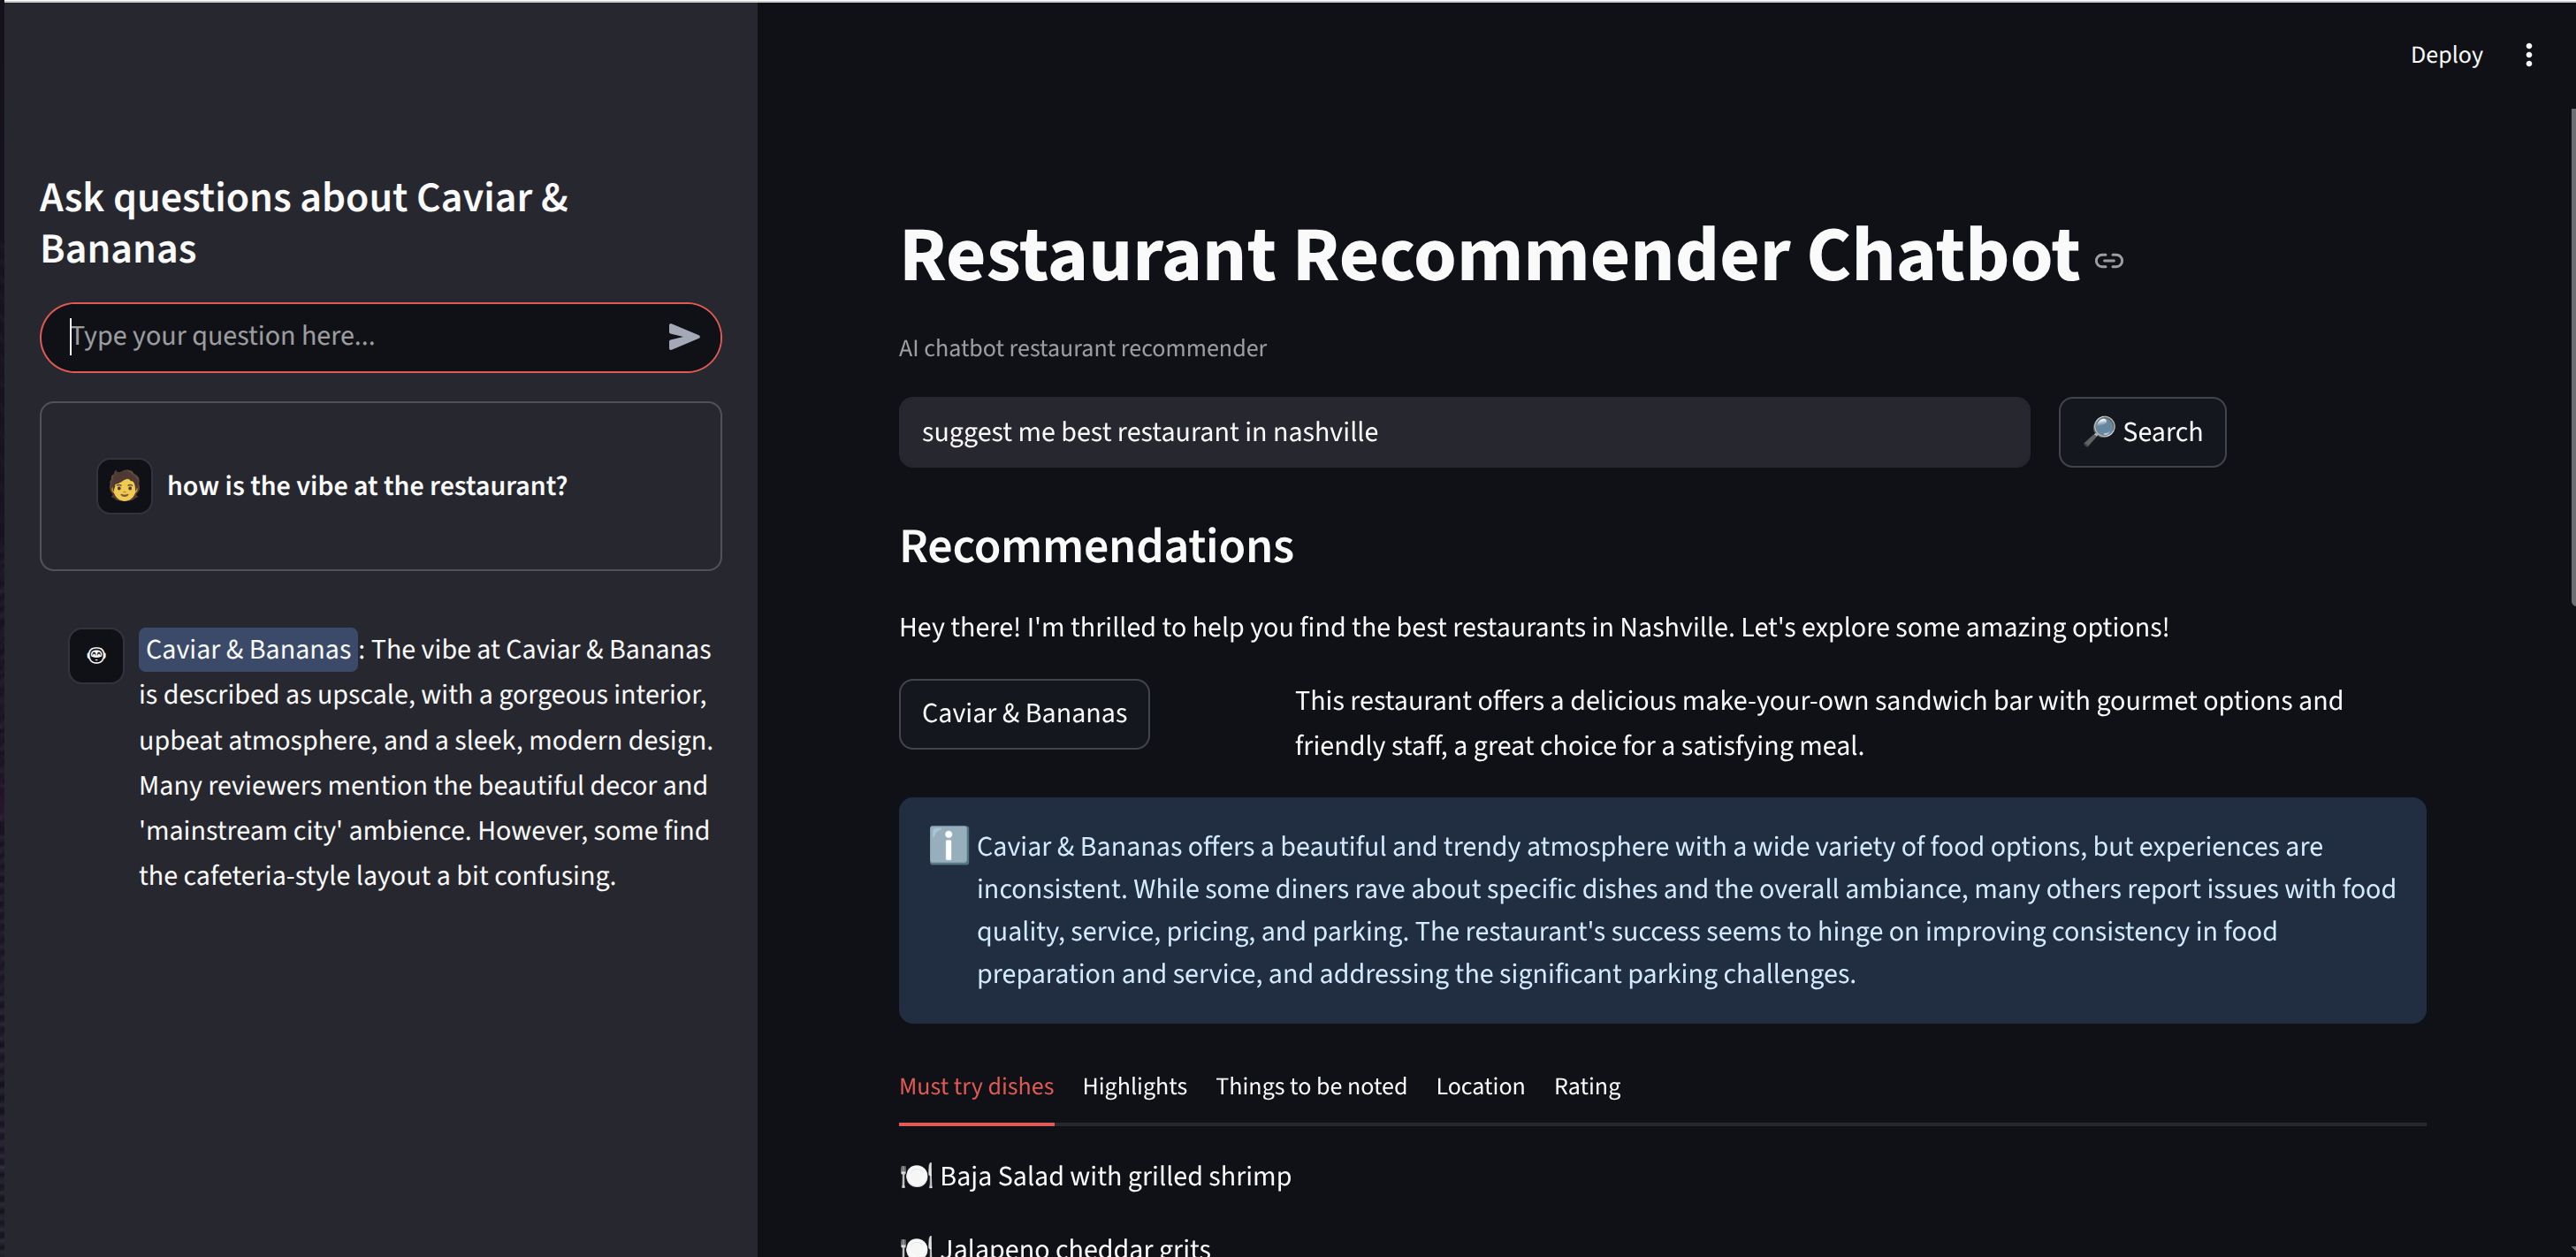 Deploy
Ask questions about Caviar &
Bananas
Type your question here...
how is the vibe at the restaurant?
Caviar & Bananas : The vibe at Caviar & Bananas
is described as upscale, with a gorgeous interior,
upbeat atmosphere, and a sleek, modern design.
Many reviewers mention the beautiful decor and
'mainstream city' ambience. However, some find
the cafeteria-style layout a bit confusing.
Restaurant Recommender Chatbot
AI chatbot restaurant recommender
suggest me best restaurant in nashville
Search
Recommendations
Hey there! I'm thrilled to help you find the best restaurants in Nashville. Let's explore some amazing options!
Caviar & Bananas
This restaurant offers a delicious make-your-own sandwich bar with gourmet options and
friendly staff, a great choice for a satisfying meal.
Caviar & Bananas offers a beautiful and trendy atmosphere with a wide variety of food options, but experiences are
inconsistent. While some diners rave about specific dishes and the overall ambiance, many others report issues with food
quality, service, pricing, and parking. The restaurant's success seems to hinge on improving consistency in food
preparation and service, and addressing the significant parking challenges.
Must try dishes Highlights Things to be noted Location Rating
Baja Salad with grilled shrimp
Jalapeno cheddar grits